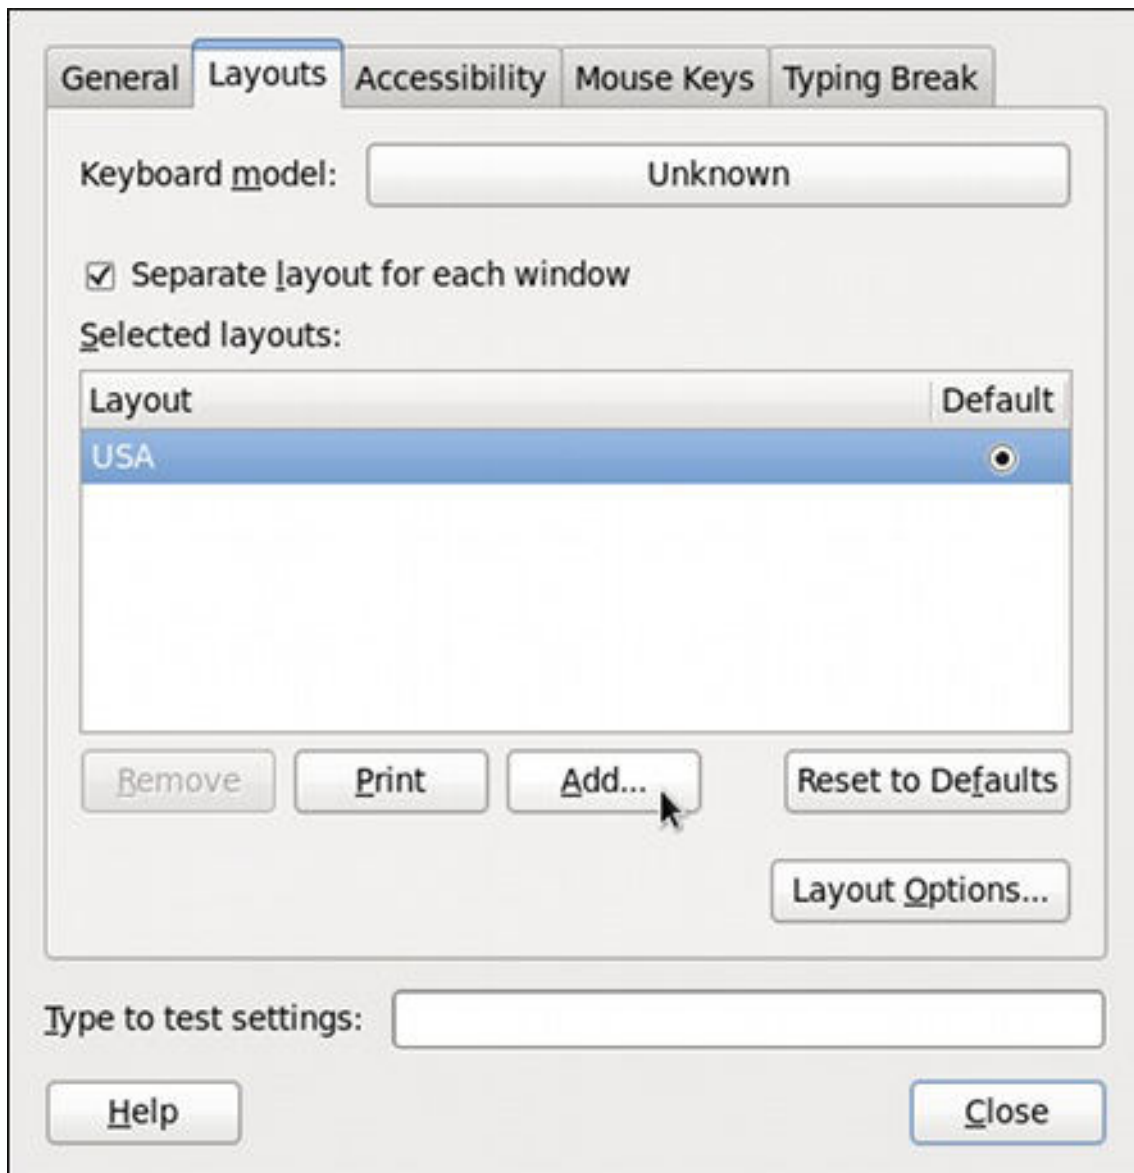 General Layouts Accessibility Mouse Keys Typing Break
Keyboard model: Unknown
Separate layout for each window
Selected layouts:
Layout Default
USA
Remove Print Add... Reset to Defaults
Layout Options...
Type to test settings:
Help Close